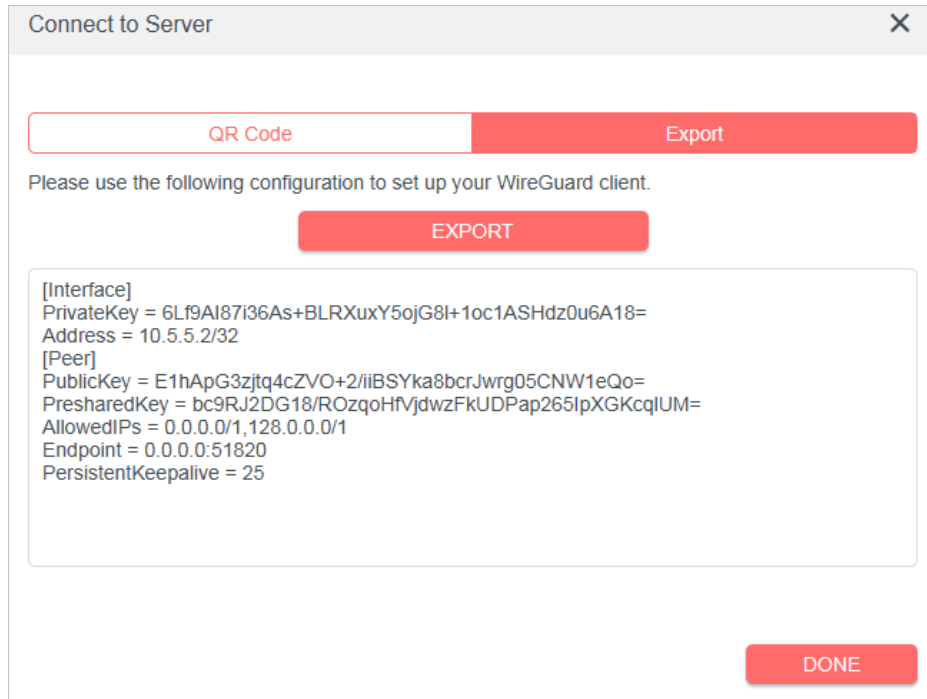 Connect to Server
QR Code
Export
Please use the following configuration to set up your WireGuard client.
EXPORT
[Interface]
PrivateKey = 6Lf9AI87i36As+BLRXuxY5ojG8I+1oc1ASHdz0u6A18=
Address = 10.5.5.2/32
[Peer]
PublicKey = E1hApG3zjtq4cZVO+2/iiBSYka8bcrJwrg05CNW1eQo=
PresharedKey = bc9RJ2DG18/ROzqoHfVjdwzFkUDPap265IpXGKcqIUM=
AllowedIPs = 0.0.0.0/1,128.0.0.0/1
Endpoint = 0.0.0.0:51820
PersistentKeepalive = 25
DONE